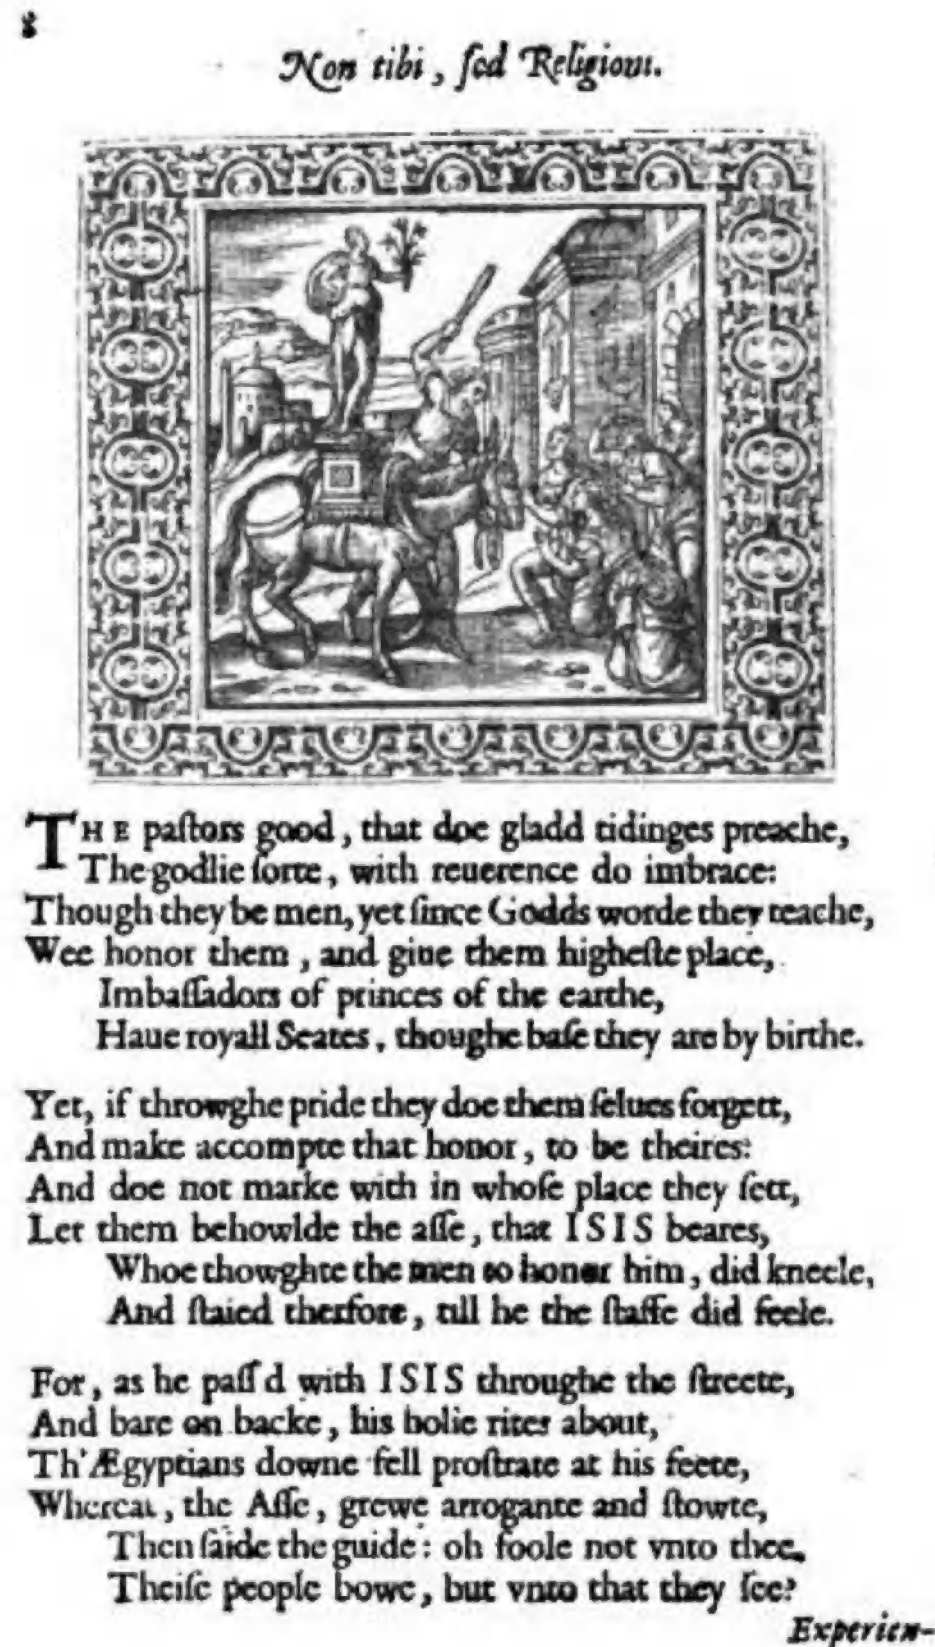 8
Non tibi, ſed Religioni.
THE paſtors good, that doe gladd tidinges preache,
The godlie ſorte, with reuerence do imbrace:
Though they be men, yet ſince Godds worde they teache,
Wee honor them, and giue them higheſte place,
Imbaſſadors of princes of the earthe,
Haue royall Seates, thoughe baſe they are by birthe.
Yet, if throwghe pride they doe them ſelues forgett,
And make accompte that honor, to be theires:
And doe not marke with in whoſe place they ſett,
Let them behowlde the aſſe, that ISIS beares,
Whoe thowghte the men to honor him, did kneele,
And ſtaied therfore, till he the ſtaffe did feele.
For, as he paſſ'd with ISIS throughe the ſtreete,
And bare on backe, his holie rites about,
Th'Ægyptians downe fell proſtrate at his feete,
Whereat, the Aſſe, grewe arrogante and ſtowte,
Then ſaide the guide: oh foole not vnto thee,
Theiſe people bowe, but vnto that they ſee?
Experien-